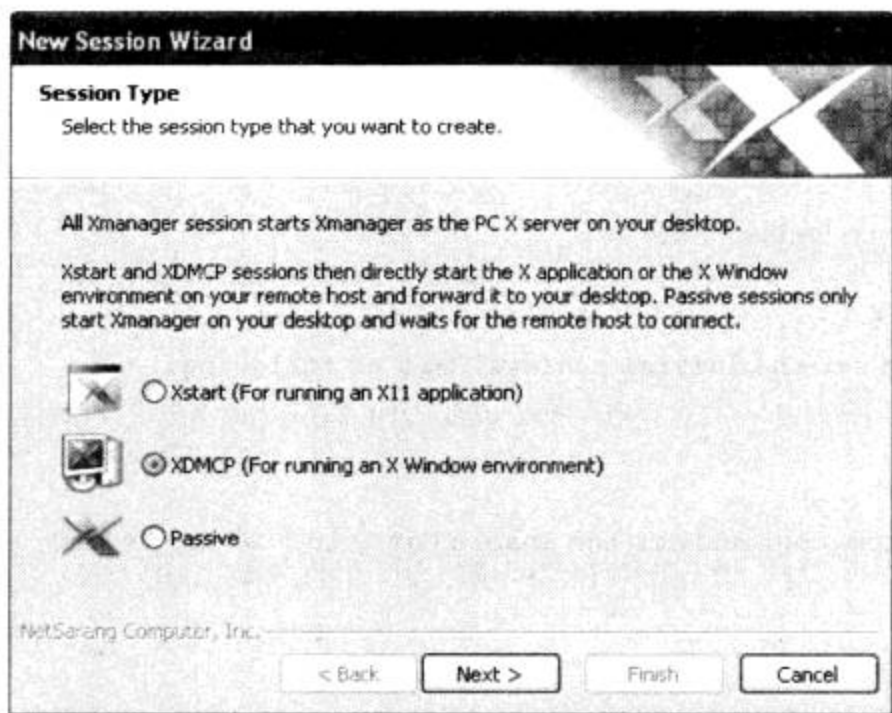 New Session Wizard
Session Type
Select the session type that you want to create.
All Xmanager session starts Xmanager as the PC X server on your desktop.
Xstart and XDMCP sessions then directly start the X application or the X Window
environment on your remote host and forward it to your desktop. Passive sessions only
start Xmanager on your desktop and waits for the remote host to connect.
Xstart (For running an X11 application)
XDMCP (For running an X Window environment)
Passive
NetSarang Computer, Inc.
< Back
Next >
Finish
Cancel